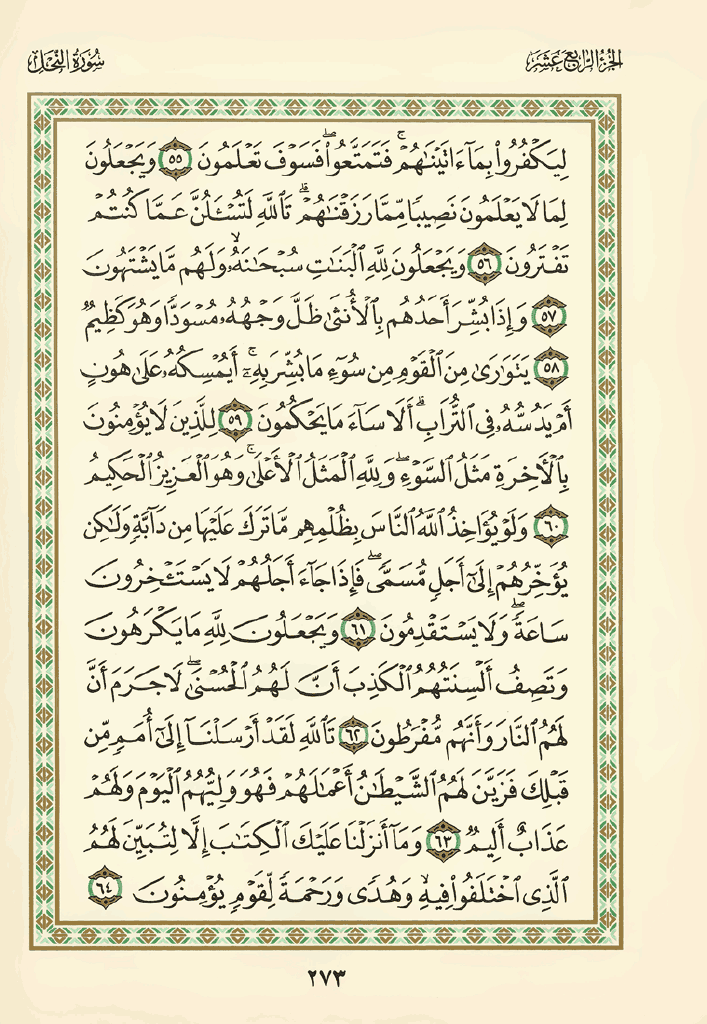 الجزء الرابع عشر
سورة النحل
لِيَكْفُرُوا۟ بِمَآ ءَاتَيْنَٰهُمْ ۚ فَتَمَتَّعُوا۟ ۖ فَسَوْفَ تَعْلَمُونَ ٥٥ وَيَجْعَلُونَ
لِمَا لَا يَعْلَمُونَ نَصِيبًا مِّمَّا رَزَقْنَٰهُمْ ۗ تَٱللَّهِ لَتُسْـَٔلُنَّ عَمَّا كُنتُمْ
تَفْتَرُونَ ٥٦ وَيَجْعَلُونَ لِلَّهِ ٱلْبَنَٰتِ سُبْحَٰنَهُۥ ۙ وَلَهُم مَّا يَشْتَهُونَ
٥٧ وَإِذَا بُشِّرَ أَحَدُهُم بِٱلْأُنثَىٰ ظَلَّ وَجْهُهُۥ مُسْوَدًّا وَهُوَ كَظِيمٌ
٥٨ يَتَوَٰرَىٰ مِنَ ٱلْقَوْمِ مِن سُوٓءِ مَا بُشِّرَ بِهِۦٓ ۚ أَيُمْسِكُهُۥ عَلَىٰ هُونٍ
أَمْ يَدُسُّهُۥ فِى ٱلتُّرَابِ ۗ أَلَا سَآءَ مَا يَحْكُمُونَ ٥٩ لِلَّذِينَ لَا يُؤْمِنُونَ
بِٱلْءَاخِرَةِ مَثَلُ ٱلسَّوْءِ ۖ وَلِلَّهِ ٱلْمَثَلُ ٱلْأَعْلَىٰ ۚ وَهُوَ ٱلْعَزِيزُ ٱلْحَكِيمُ
٦٠ وَلَوْ يُؤَاخِذُ ٱللَّهُ ٱلنَّاسَ بِظُلْمِهِم مَّا تَرَكَ عَلَيْهَا مِن دَآبَّةٍ وَلَٰكِن
يُؤَخِّرُهُمْ إِلَىٰٓ أَجَلٍ مُّسَمًّى ۖ فَإِذَا جَآءَ أَجَلُهُمْ لَا يَسْتَـْٔخِرُونَ
سَاعَةً ۖ وَلَا يَسْتَقْدِمُونَ ٦١ وَيَجْعَلُونَ لِلَّهِ مَا يَكْرَهُونَ
وَتَصِفُ أَلْسِنَتُهُمُ ٱلْكَذِبَ أَنَّ لَهُمُ ٱلْحُسْنَىٰ ۖ لَا جَرَمَ أَنَّ
لَهُمُ ٱلنَّارَ وَأَنَّهُم مُّفْرَطُونَ ٦٢ تَٱللَّهِ لَقَدْ أَرْسَلْنَآ إِلَىٰٓ أُمَمٍ مِّن
قَبْلِكَ فَزَيَّنَ لَهُمُ ٱلشَّيْطَٰنُ أَعْمَٰلَهُمْ فَهُوَ وَلِيُّهُمُ ٱلْيَوْمَ وَلَهُمْ
عَذَابٌ أَلِيمٌ ٦٣ وَمَآ أَنزَلْنَا عَلَيْكَ ٱلْكِتَٰبَ إِلَّا لِتُبَيِّنَ لَهُمُ
ٱلَّذِى ٱخْتَلَفُوا۟ فِيهِ ۙ وَهُدًى وَرَحْمَةً لِّقَوْمٍ يُؤْمِنُونَ ٦٤
٢٧٣